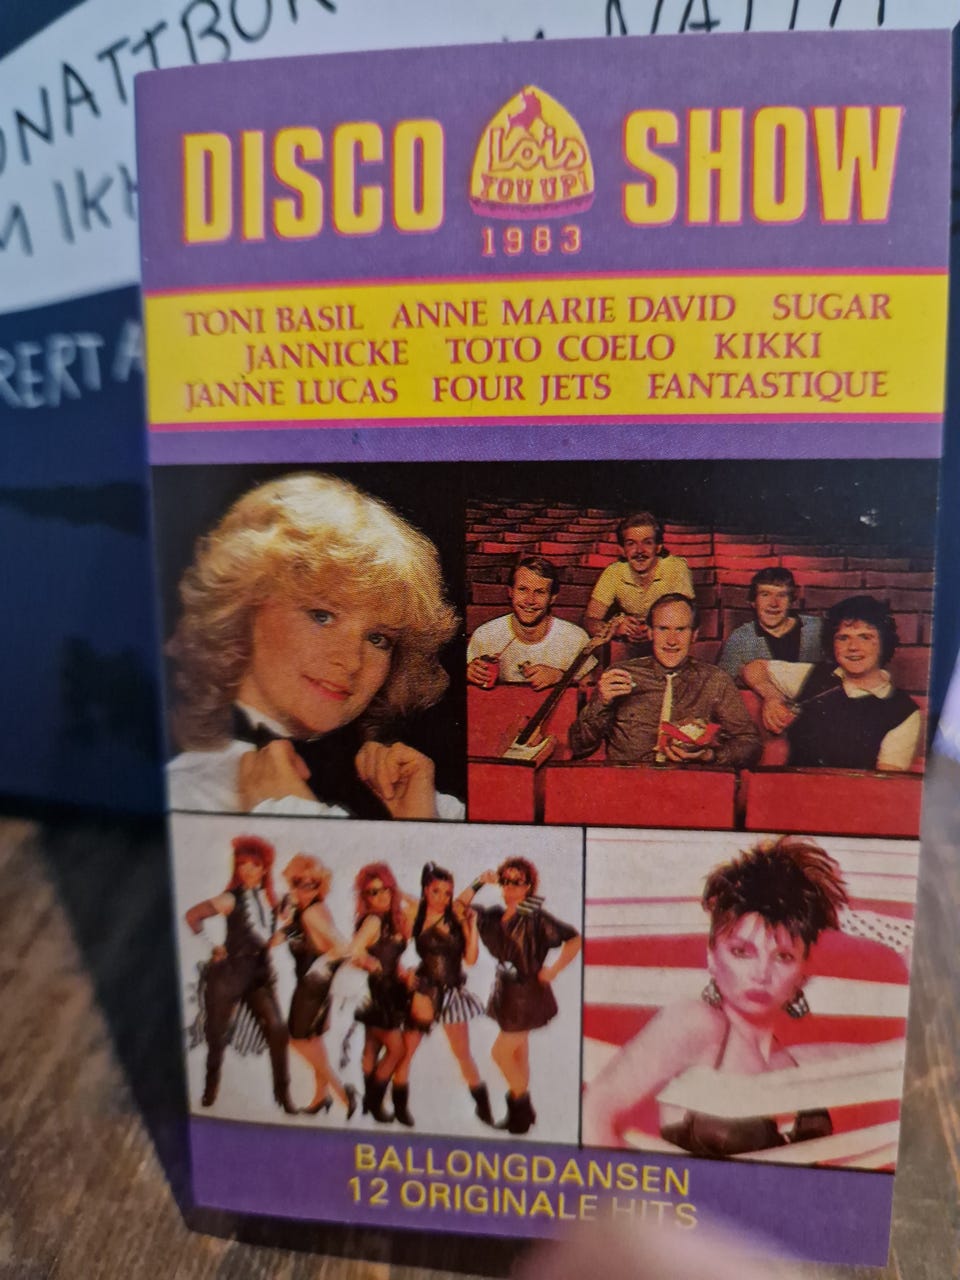 DISCO Lois SHOW
YOU UP!
1983
TONI BASIL ANNE MARIE DAVID SUGAR
JANNICKE TOTO COELO KIKKI
JANNE LUCAS FOUR JETS FANTASTIQUE
BALLONGDANSEN
12 ORIGINALE HITS